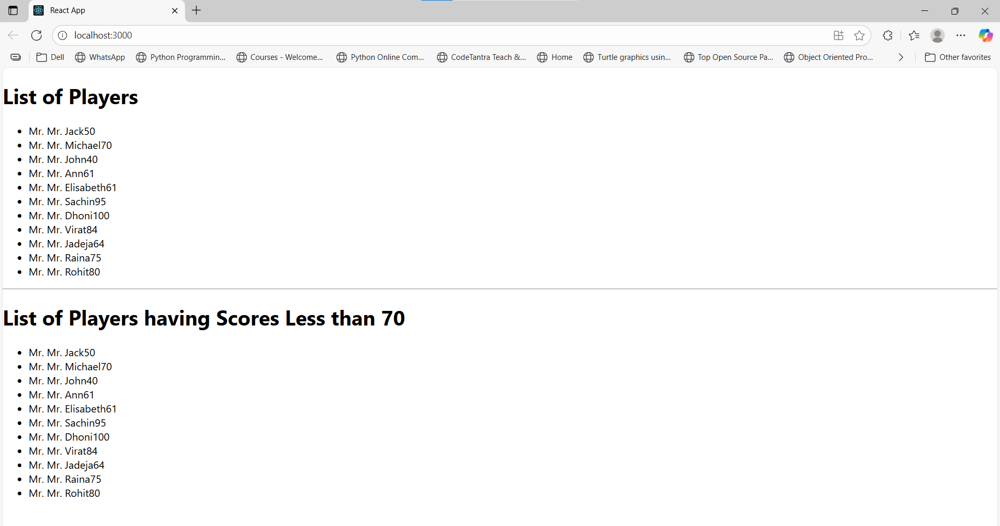 React App
localhost:3000
Dell WhatsApp Python Programmin... Courses - Welcome... Python Online Com... CodeTantra Teach &... Home Turtle graphics usin... Top Open Source Pa... Object Oriented Pro... Other favorites
List of Players
Mr. Mr. Jack50
Mr. Mr. Michael70
Mr. Mr. John40
Mr. Mr. Ann61
Mr. Mr. Elisabeth61
Mr. Mr. Sachin95
Mr. Mr. Dhoni100
Mr. Mr. Virat84
Mr. Mr. Jadeja64
Mr. Mr. Raina75
Mr. Mr. Rohit80
List of Players having Scores Less than 70
Mr. Mr. Jack50
Mr. Mr. Michael70
Mr. Mr. John40
Mr. Mr. Ann61
Mr. Mr. Elisabeth61
Mr. Mr. Sachin95
Mr. Mr. Dhoni100
Mr. Mr. Virat84
Mr. Mr. Jadeja64
Mr. Mr. Raina75
Mr. Mr. Rohit80